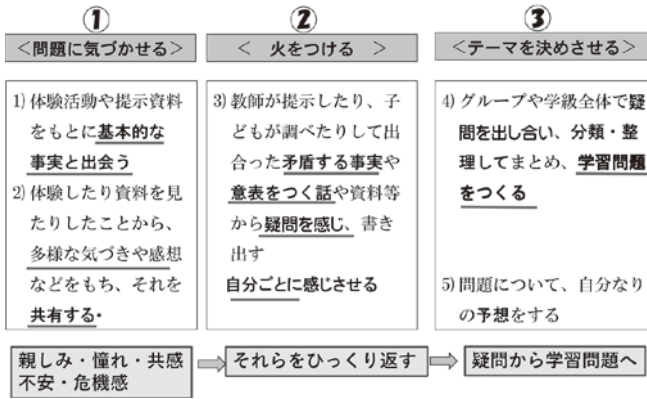 ①
<問題に気づかせる>
1) 体験活動や提示資料
をもとに基本的な
事実と出会う
2) 体験したり資料を見
たりしたことから、
多様な気づきや感想
などをもち、それを
共有する・
親しみ・憧れ・共感
不安・危機感
②
< 火をつける >
3) 教師が提示したり、子
どもが調べたりして出
合った矛盾する事実や
意表をつく話や資料等
から疑問を感じ、書き
出す
自分ごとに感じさせる
それらをひっくり返す
③
<テーマを決めさせる>
4) グループや学級全体で疑
問を出し合い、分類・整
理してまとめ、学習問題
をつくる
5) 問題について、自分なり
の予想をする
疑問から学習問題へ